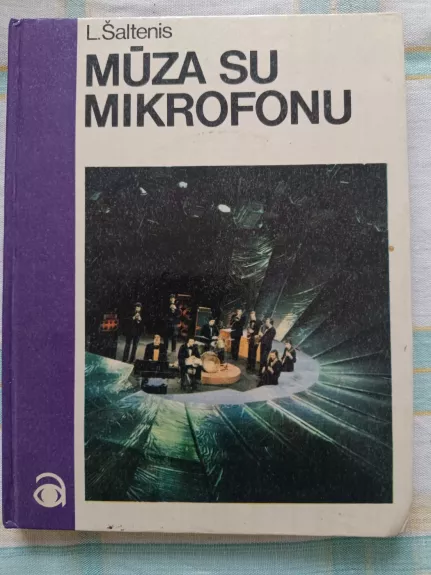 L.Šaltenis
MŪZA SU
MIKROFONU